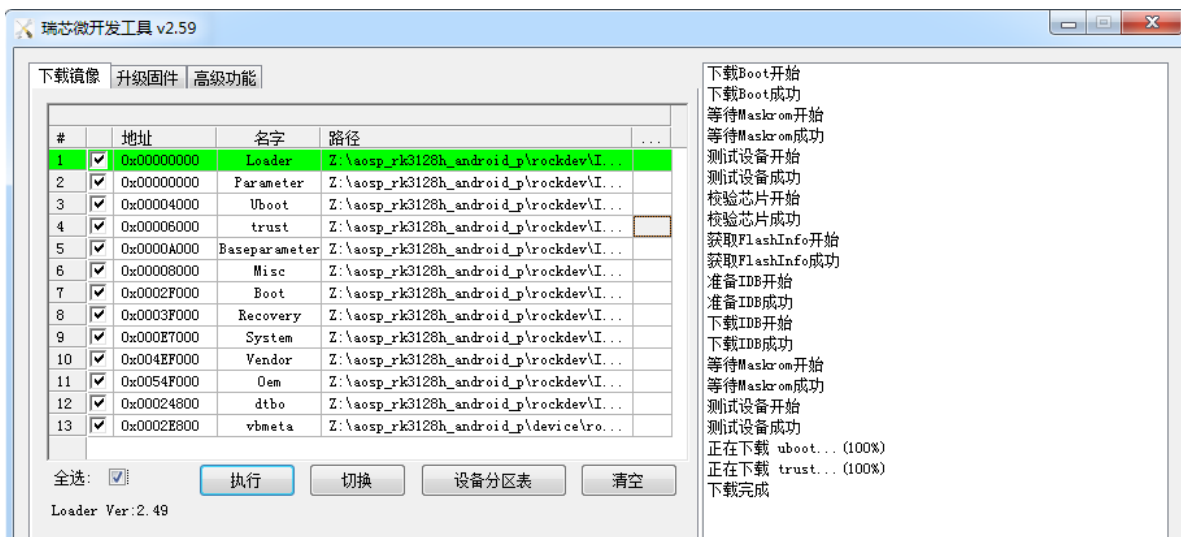 瑞芯微开发工具 v2.59
下载镜像 升级固件 高级功能
# 地址 名字 路径 ...
1 0x00000000 Loader Z:\aosp_rk3128h_android_p\rockdev\I...
2 0x00000000 Parameter Z:\aosp_rk3128h_android_p\rockdev\I...
3 0x00004000 Uboot Z:\aosp_rk3128h_android_p\rockdev\I...
4 0x00006000 trust Z:\aosp_rk3128h_android_p\rockdev\I...
5 0x0000A000 Baseparameter Z:\aosp_rk3128h_android_p\rockdev\I...
6 0x00008000 Misc Z:\aosp_rk3128h_android_p\rockdev\I...
7 0x0002F000 Boot Z:\aosp_rk3128h_android_p\rockdev\I...
8 0x0003F000 Recovery Z:\aosp_rk3128h_android_p\rockdev\I...
9 0x000E7000 System Z:\aosp_rk3128h_android_p\rockdev\I...
10 0x004EF000 Vendor Z:\aosp_rk3128h_android_p\rockdev\I...
11 0x0054F000 Oem Z:\aosp_rk3128h_android_p\rockdev\I...
12 0x00024800 dtbo Z:\aosp_rk3128h_android_p\rockdev\I...
13 0x0002E800 vbmeta Z:\aosp_rk3128h_android_p\device\ro...
全选: 执行 切换 设备分区表 清空
Loader Ver:2.49
下载Boot开始
下载Boot成功
等待Maskrom开始
等待Maskrom成功
测试设备开始
测试设备成功
校验芯片开始
校验芯片成功
获取FlashInfo开始
获取FlashInfo成功
准备IDB开始
准备IDB成功
下载IDB开始
下载IDB成功
等待Maskrom开始
等待Maskrom成功
测试设备开始
测试设备成功
正在下载 uboot...(100%)
正在下载 trust...(100%)
下载完成